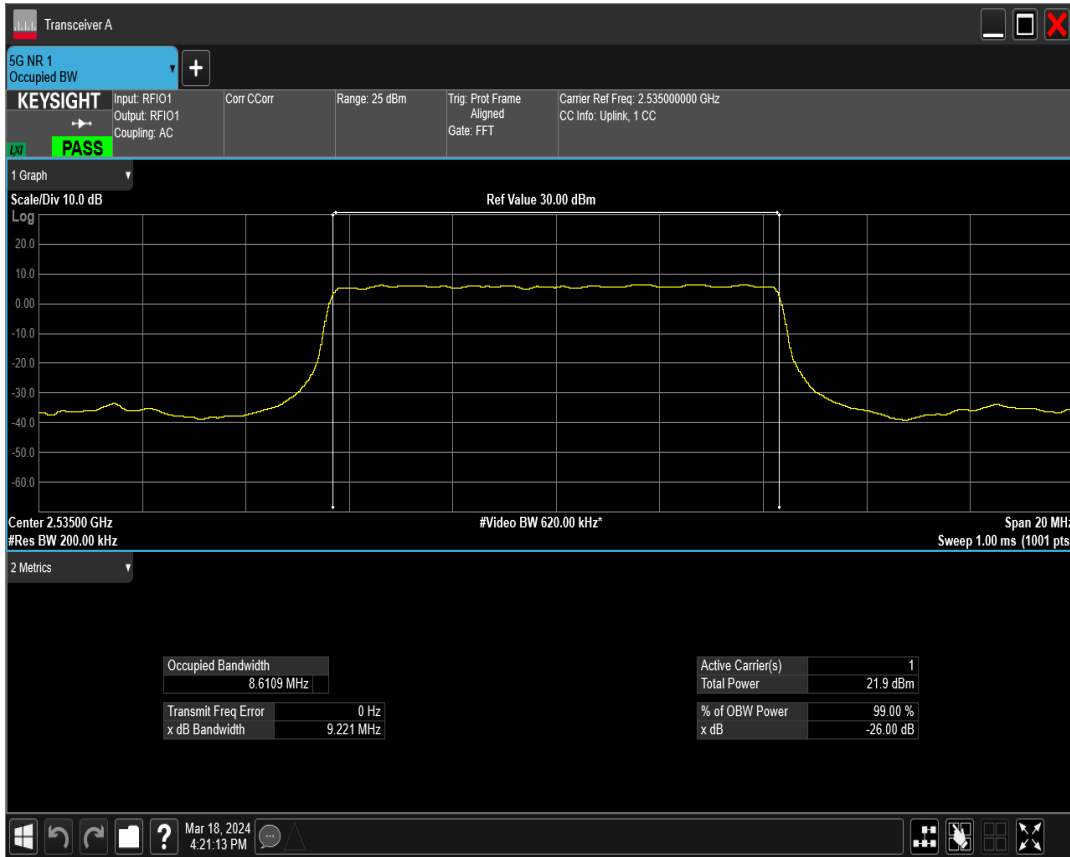 Transceiver A
5G NR 1
Occupied BW
KEYSIGHT
LXI
PASS
Input: RFIO1
Output: RFIO1
Coupling: AC
Corr CCorr
Range: 25 dBm
Trig: Prot Frame
Aligned
Gate: FFT
Carrier Ref Freq: 2.535000000 GHz
CC Info: Uplink, 1 CC
1 Graph
Scale/Div 10.0 dB
Ref Value 30.00 dBm
Log
20.0
10.0
0.00
-10.0
-20.0
-30.0
-40.0
-50.0
-60.0
Center 2.53500 GHz
#Video BW 620.00 kHz*
Span 20 MHz
#Res BW 200.00 kHz
Sweep 1.00 ms (1001 pts
2 Metrics
Occupied Bandwidth
8.6109 MHz
Transmit Freq Error 0 Hz
x dB Bandwidth 9.221 MHz
Active Carrier(s) 1
Total Power 21.9 dBm
% of OBW Power 99.00 %
x dB -26.00 dB
?
Mar 18, 2024
4:21:13 PM